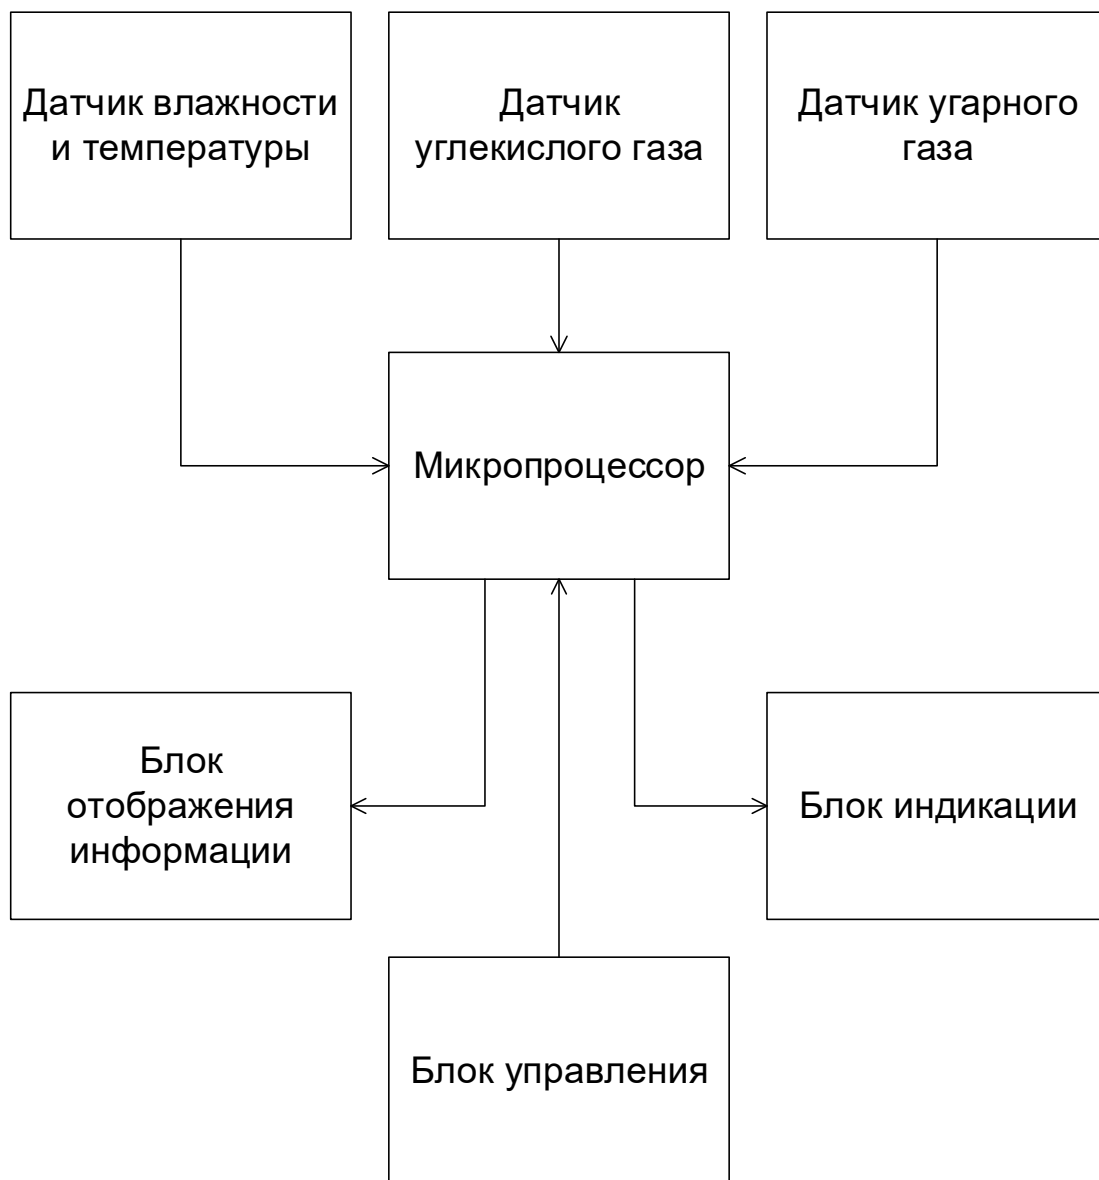 Датчик влажности
и температуры
Датчик
углекислого газа
Датчик угарного
газа
Микропроцессор
Блок
отображения
информации
Блок индикации
Блок управления